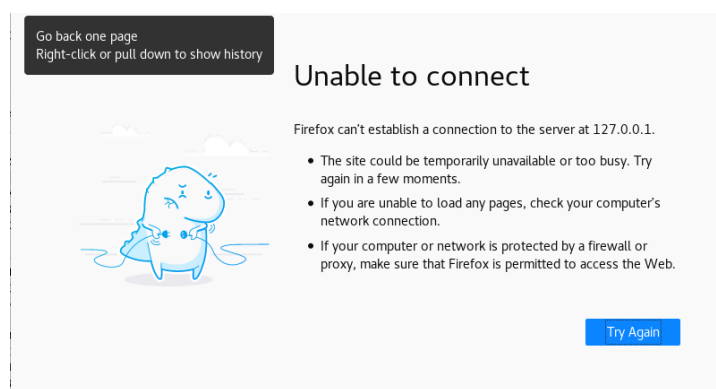 Go back one page
Right-click or pull down to show history
Unable to connect
Firefox can't establish a connection to the server at 127.0.0.1.
• The site could be temporarily unavailable or too busy. Try
again in a few moments.
• If you are unable to load any pages, check your computer's
network connection.
• If your computer or network is protected by a firewall or
proxy, make sure that Firefox is permitted to access the Web.
Try Again